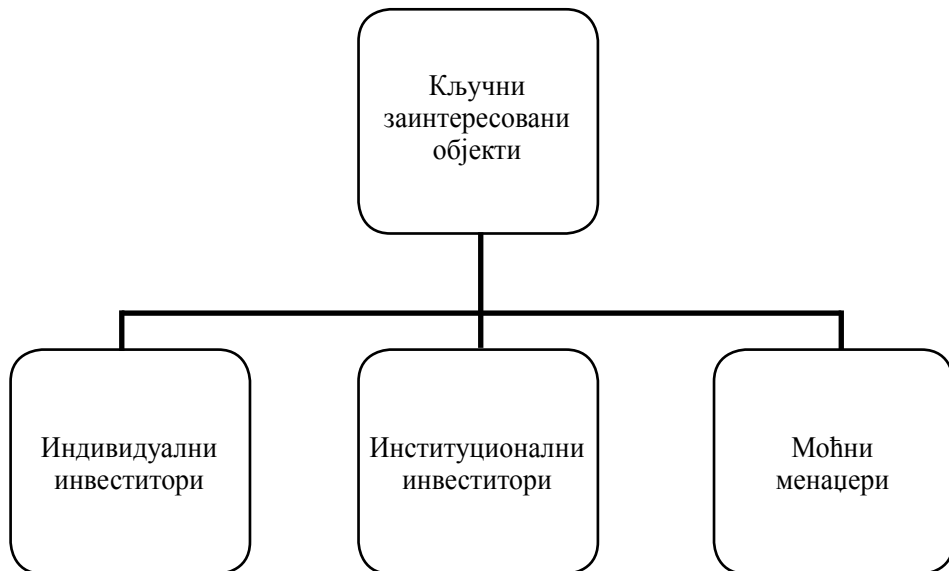 Кључни
заинтересовани
објекти
Индивидуални
инвеститори
Институционални
инвеститори
Моћни
менаџери